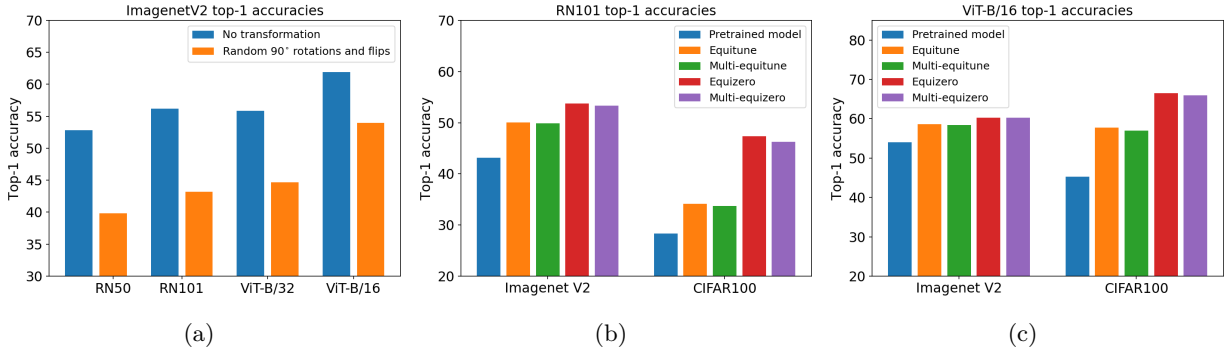 ImagenetV2 top-1 accuracies
Top-1 accuracy
70
65
60
55
50
45
40
35
30
No transformation
Random 90° rotations and flips
RN50 RN101 ViT-B/32 ViT-B/16
(a)
RN101 top-1 accuracies
Top-1 accuracy
70
60
50
40
30
20
Pretrained model
Equitune
Multi-equitune
Equizero
Multi-equizero
Imagenet V2 CIFAR100
(b)
ViT-B/16 top-1 accuracies
Top-1 accuracy
80
70
60
50
40
30
20
Pretrained model
Equitune
Multi-equitune
Equizero
Multi-equizero
Imagenet V2 CIFAR100
(c)